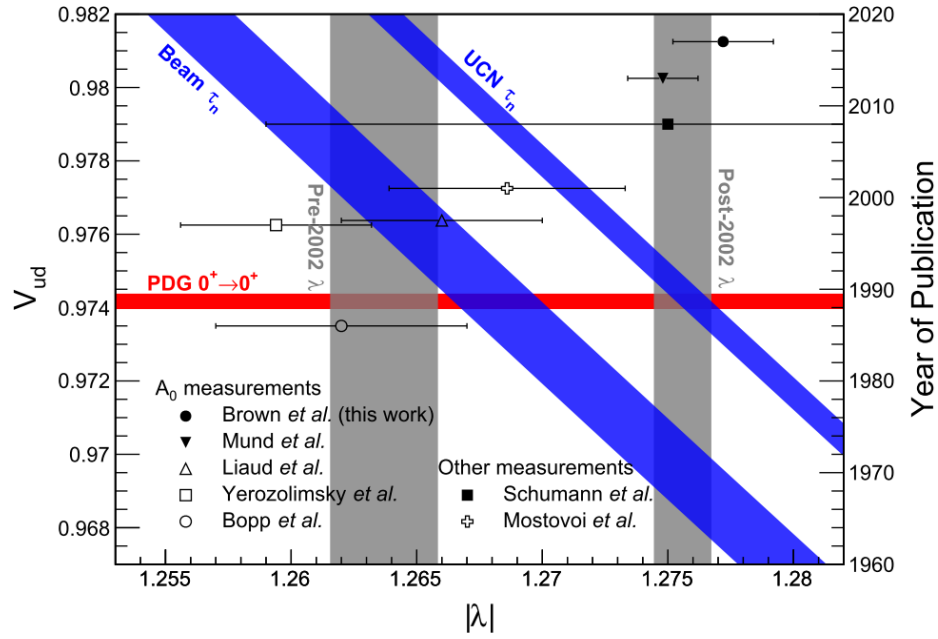 0.982
0.98
0.978
0.976
0.974
0.972
0.97
0.968
V_ud
2020
2010
2000
1990
1980
1970
1960
Year of Publication
Beam τ_n
UCN τ_n
Pre-2002 λ
Post-2002 λ
PDG 0⁺→0⁺
A₀ measurements
Brown et al. (this work)
Mund et al.
Liaud et al.
Yerozolimsky et al.
Bopp et al.
Other measurements
Schumann et al.
Mostovoi et al.
1.255 1.26 1.265 1.27 1.275 1.28
|λ|